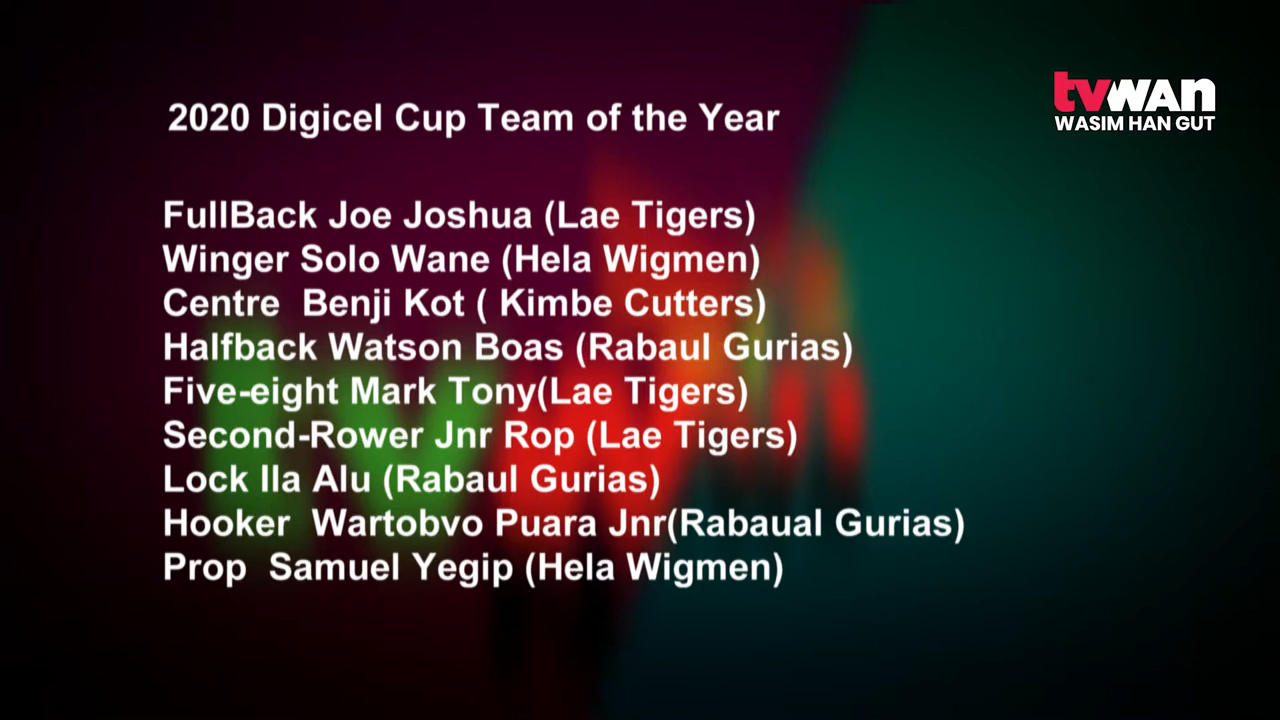 2020 Digicel Cup Team of the Year
tvwan
WASIM HAN GUT
FullBack Joe Joshua (Lae Tigers)
Winger Solo Wane (Hela Wigmen)
Centre  Benji Kot ( Kimbe Cutters)
Halfback Watson Boas (Rabaul Gurias)
Five-eight Mark Tony(Lae Tigers)
Second-Rower Jnr Rop (Lae Tigers)
Lock Ila Alu (Rabaul Gurias)
Hooker  Wartobvo Puara Jnr(Rabaual Gurias)
Prop  Samuel Yegip (Hela Wigmen)